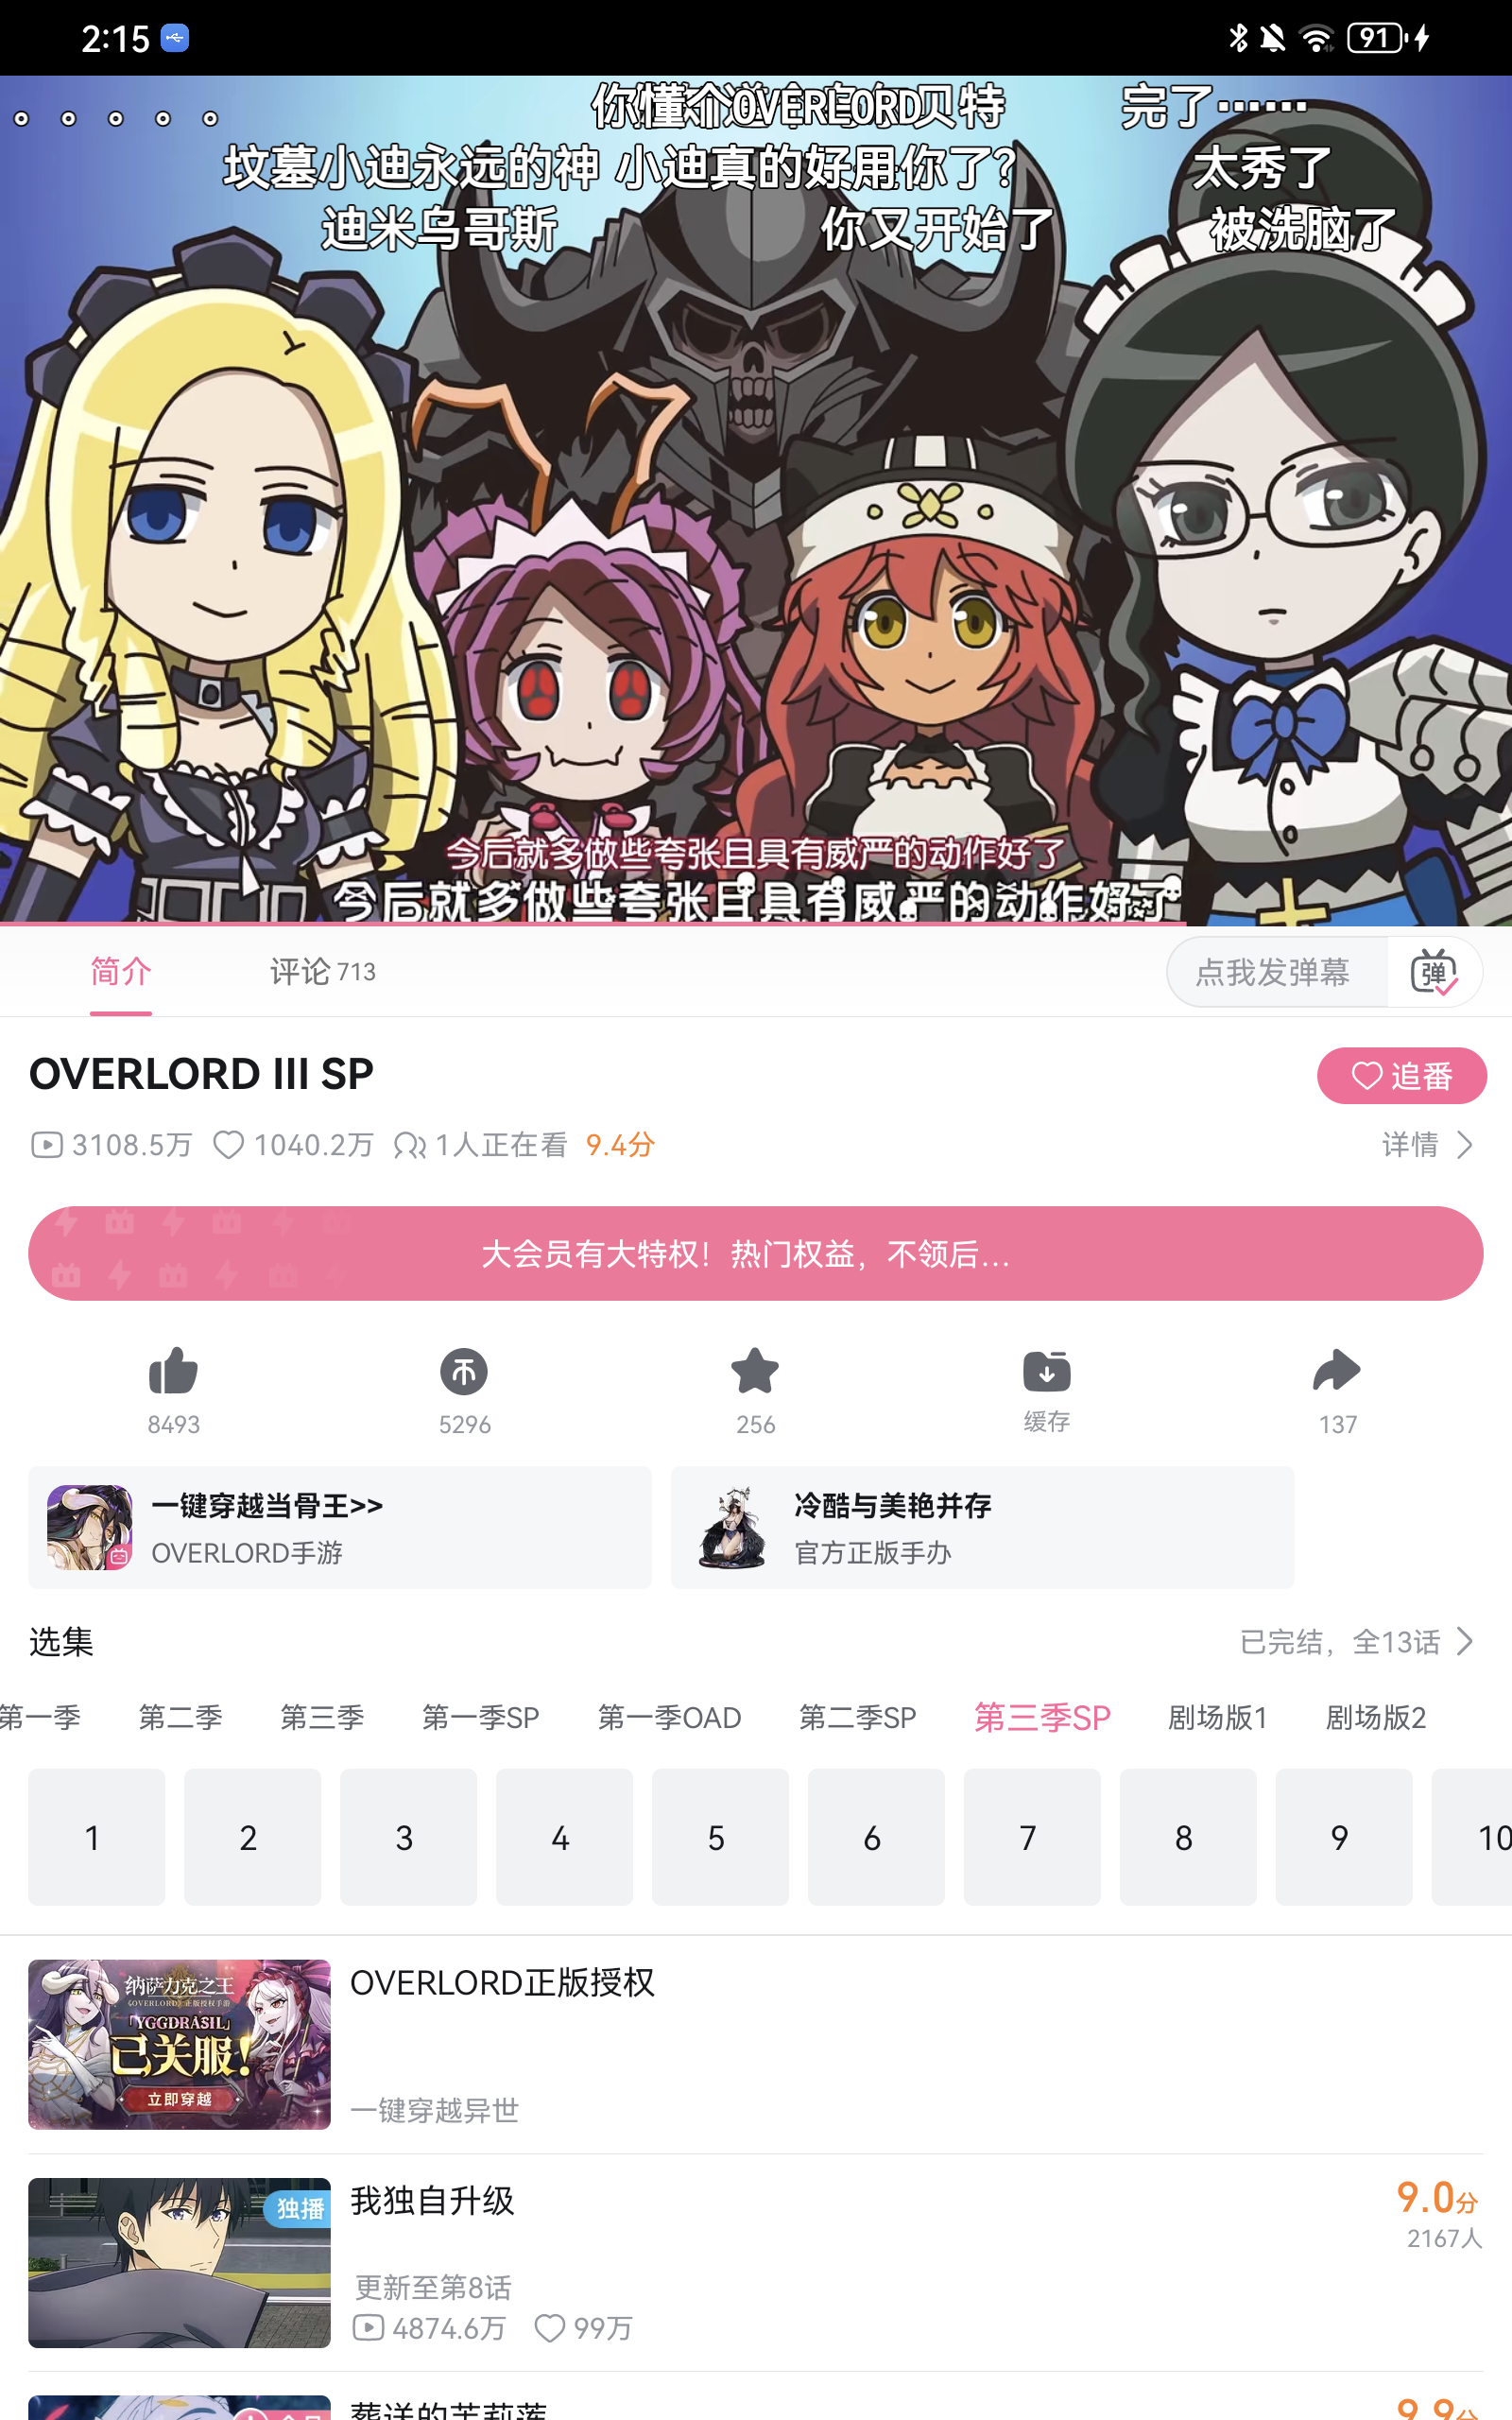 2:15
91
你懂个OVERLORD
贝特
完了……
坟墓小迪永远的神
小迪真的好用
你了?
太秀了
迪米乌哥斯
你又开始了
被洗脑了
今后就多做些夸张且具有威严的动作好了
今后就多做些夸张且具有威严的动作好了
简介
评论 713
点我发弹幕
弹
OVERLORD III SP
追番
3108.5万 1040.2万 1人正在看 9.4分
详情
大会员有大特权！热门权益，不领后…
8493
5296
256
缓存
137
一键穿越当骨王>>
OVERLORD手游
冷酷与美艳并存
官方正版手办
选集
已完结，全13话
第一季 第二季 第三季 第一季SP 第一季OAD 第二季SP 第三季SP 剧场版1 剧场版2
1 2 3 4 5 6 7 8 9 10
纳萨力克之王
《OVERLORD》正版授权手游
「YGGDRASIL」
已关服!
立即穿越
OVERLORD正版授权
一键穿越异世
独播
我独自升级
9.0分
2167人
更新至第8话
4874.6万 99万
葬送的芙莉莲
9.9分